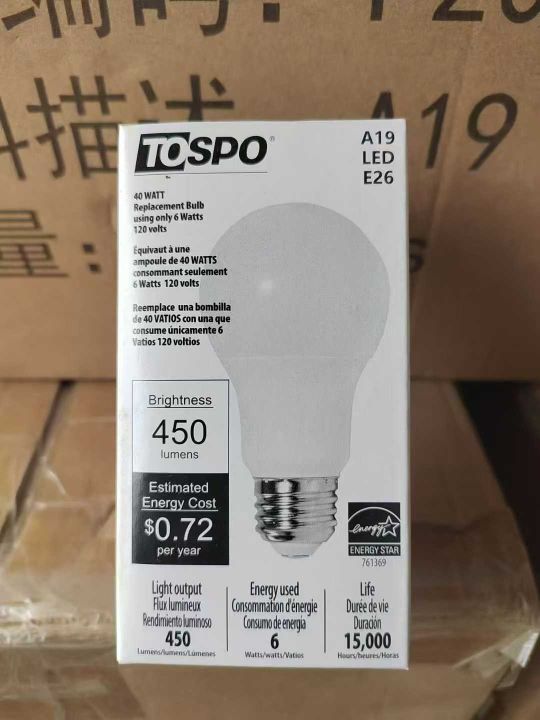 料描述: A19
量:
TOSPO®
A19
LED
E26
40 WATT
Replacement Bulb
using only 6 Watts
120 volts
Équivaut à une
ampoule de 40 WATTS
consommant seulement
6 Watts 120 volts
Reemplace una bombilla
de 40 VATIOS con una que
consume únicamente 6
Vatios 120 voltios
Brightness
450
lumens
Estimated
Energy Cost
$0.72
per year
energy
ENERGY STAR
761369
Light output
Flux lumineux
Rendimiento luminoso
450
Lumens/lumens/Lúmenes
Energy used
Consommation d'énergie
Consumo de energia
6
Watts/watts/Vatios
Life
Durée de vie
Duración
15,000
Hours/heures/Horas